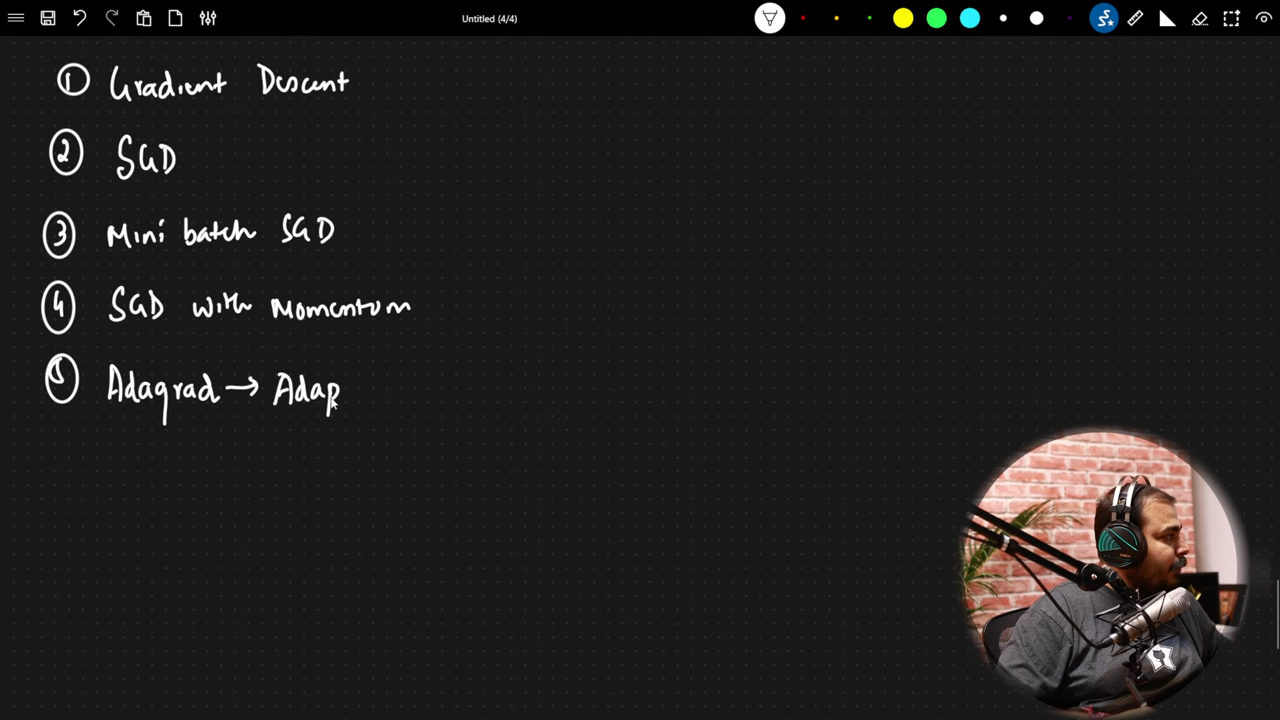 Untitled (4/4)
1 Gradient Descent
2 SGD
3 Mini batch SGD
4 SGD with Momentum
5 Adagrad → Adap